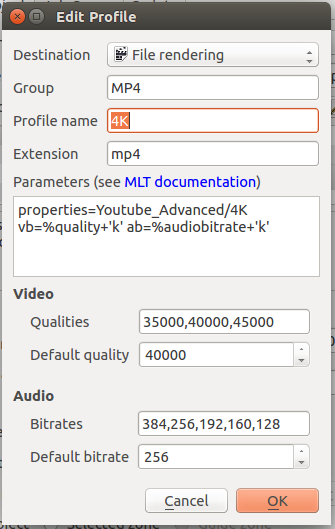 Edit Profile
Destination File rendering
Group MP4
Profile name 4K
Extension mp4
Parameters (see MLT documentation)
properties=Youtube_Advanced/4K
vb=%quality+'k' ab=%audiobitrate+'k'
Video
Qualities 35000,40000,45000
Default quality 40000
Audio
Bitrates 384,256,192,160,128
Default bitrate 256
Cancel OK